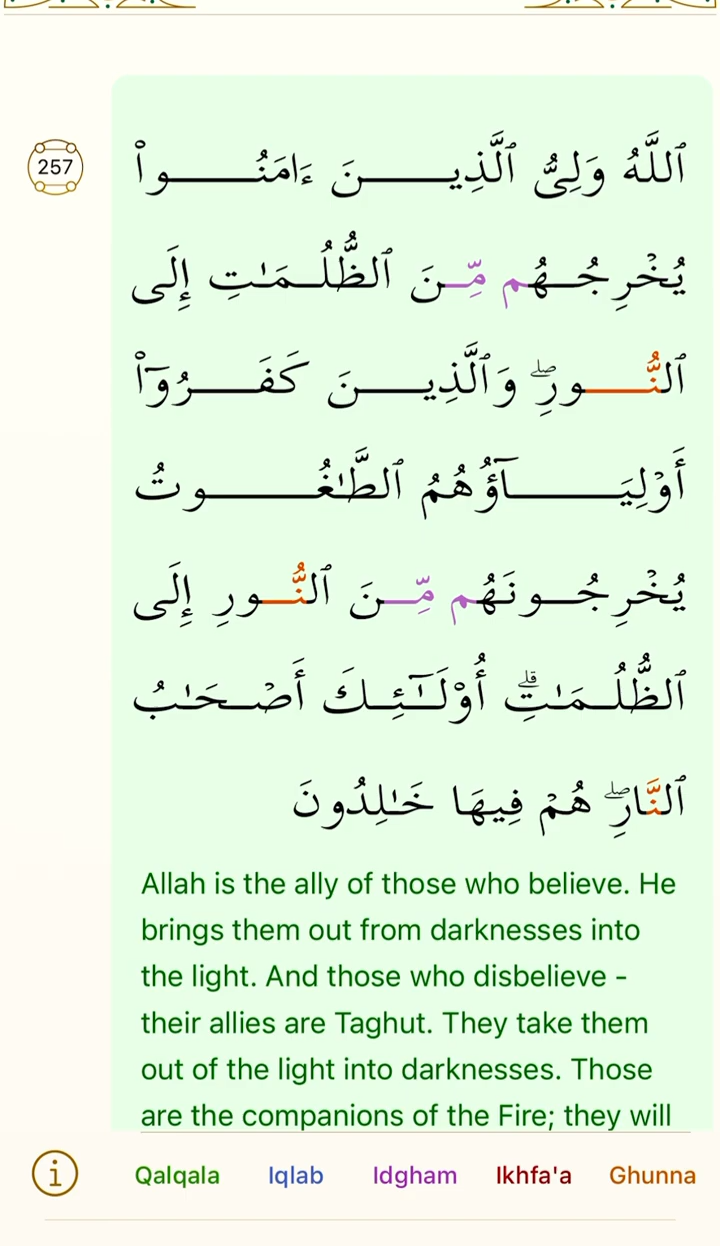 257
ٱللَّهُ وَلِىُّ ٱلَّذِينَ ءَامَنُوا۟
يُخْرِجُهُم مِّنَ ٱلظُّلُمَـٰتِ إِلَى
ٱلنُّورِ ۖ وَٱلَّذِينَ كَفَرُوٓا۟
أَوْلِيَآؤُهُمُ ٱلطَّـٰغُوتُ
يُخْرِجُونَهُم مِّنَ ٱلنُّورِ إِلَى
ٱلظُّلُمَـٰتِ ۗ أُو۟لَـٰٓئِكَ أَصْحَـٰبُ
ٱلنَّارِ ۖ هُمْ فِيهَا خَـٰلِدُونَ
Allah is the ally of those who believe. He
brings them out from darknesses into
the light. And those who disbelieve -
their allies are Taghut. They take them
out of the light into darknesses. Those
are the companions of the Fire; they will
i Qalqala Iqlab Idgham Ikhfa'a Ghunna